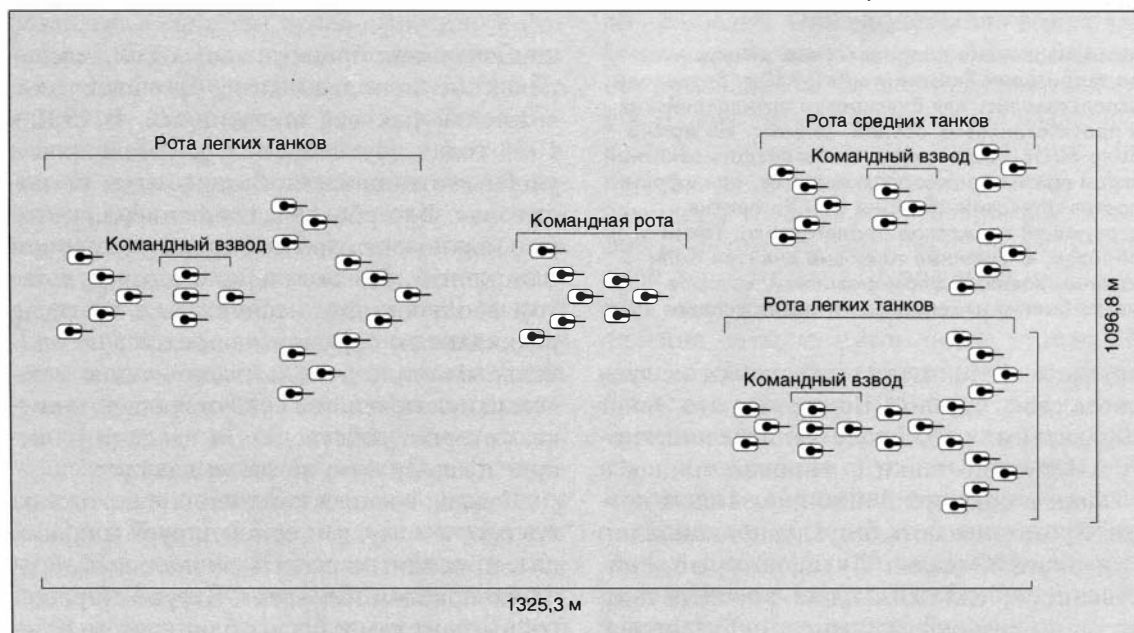 Рота легких танков
Командный взвод
Командная рота
Рота средних танков
Командный взвод
Рота легких танков
Командный взвод
1096,8 м
1325,3 м